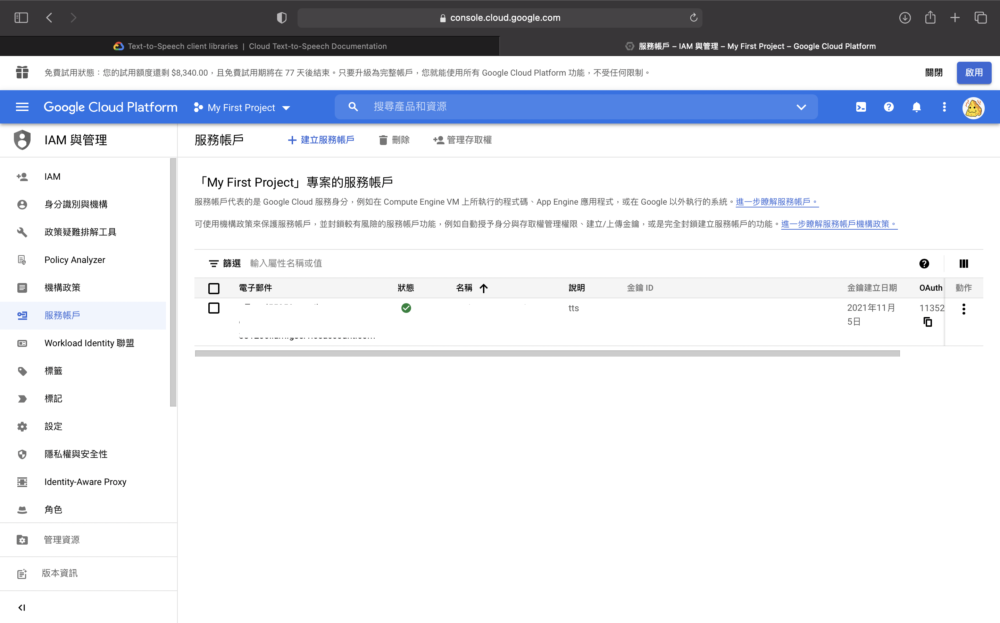 console.cloud.google.com
Text-to-Speech client libraries | Cloud Text-to-Speech Documentation
服務帳戶 – IAM 與管理 – My First Project – Google Cloud Platform
免費試用狀態：您的試用額度還剩 $8,340.00，且免費試用期將在 77 天後結束。只要升級為完整帳戶，您就能使用所有 Google Cloud Platform 功能，不受任何限制。
關閉
啟用
Google Cloud Platform
My First Project
搜尋產品和資源
IAM 與管理
服務帳戶
建立服務帳戶
刪除
管理存取權
IAM
身分識別與機構
政策疑難排解工具
Policy Analyzer
機構政策
服務帳戶
Workload Identity 聯盟
標籤
標記
設定
隱私權與安全性
Identity-Aware Proxy
角色
管理資源
版本資訊
「My First Project」專案的服務帳戶
服務帳戶代表的是 Google Cloud 服務身分，例如在 Compute Engine VM 上所執行的程式碼、App Engine 應用程式，或在 Google 以外執行的系統。進一步瞭解服務帳戶。
可使用機構政策來保護服務帳戶，並封鎖較有風險的服務帳戶功能，例如自動授予身分與存取權管理權限、建立/上傳金鑰，或是完全封鎖建立服務帳戶的功能。進一步瞭解服務帳戶機構政策。
篩選 輸入屬性名稱或值
電子郵件 狀態 名稱 說明 金鑰 ID 金鑰建立日期 OAuth 動作
tts 2021年11月 11352
5日